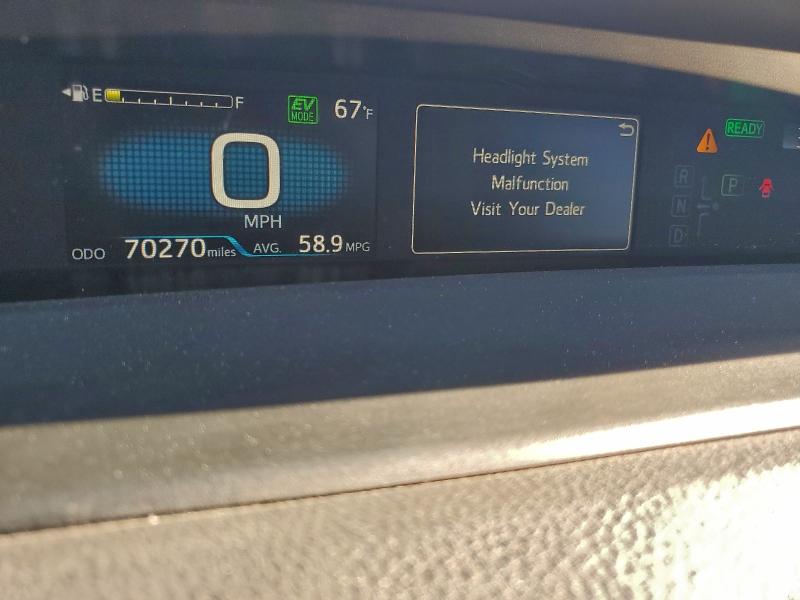 E F
EV
MODE
67°F
0
MPH
ODO 70270 miles AVG. 58.9 MPG
Headlight System
Malfunction
Visit Your Dealer
READY
R
N
D
P